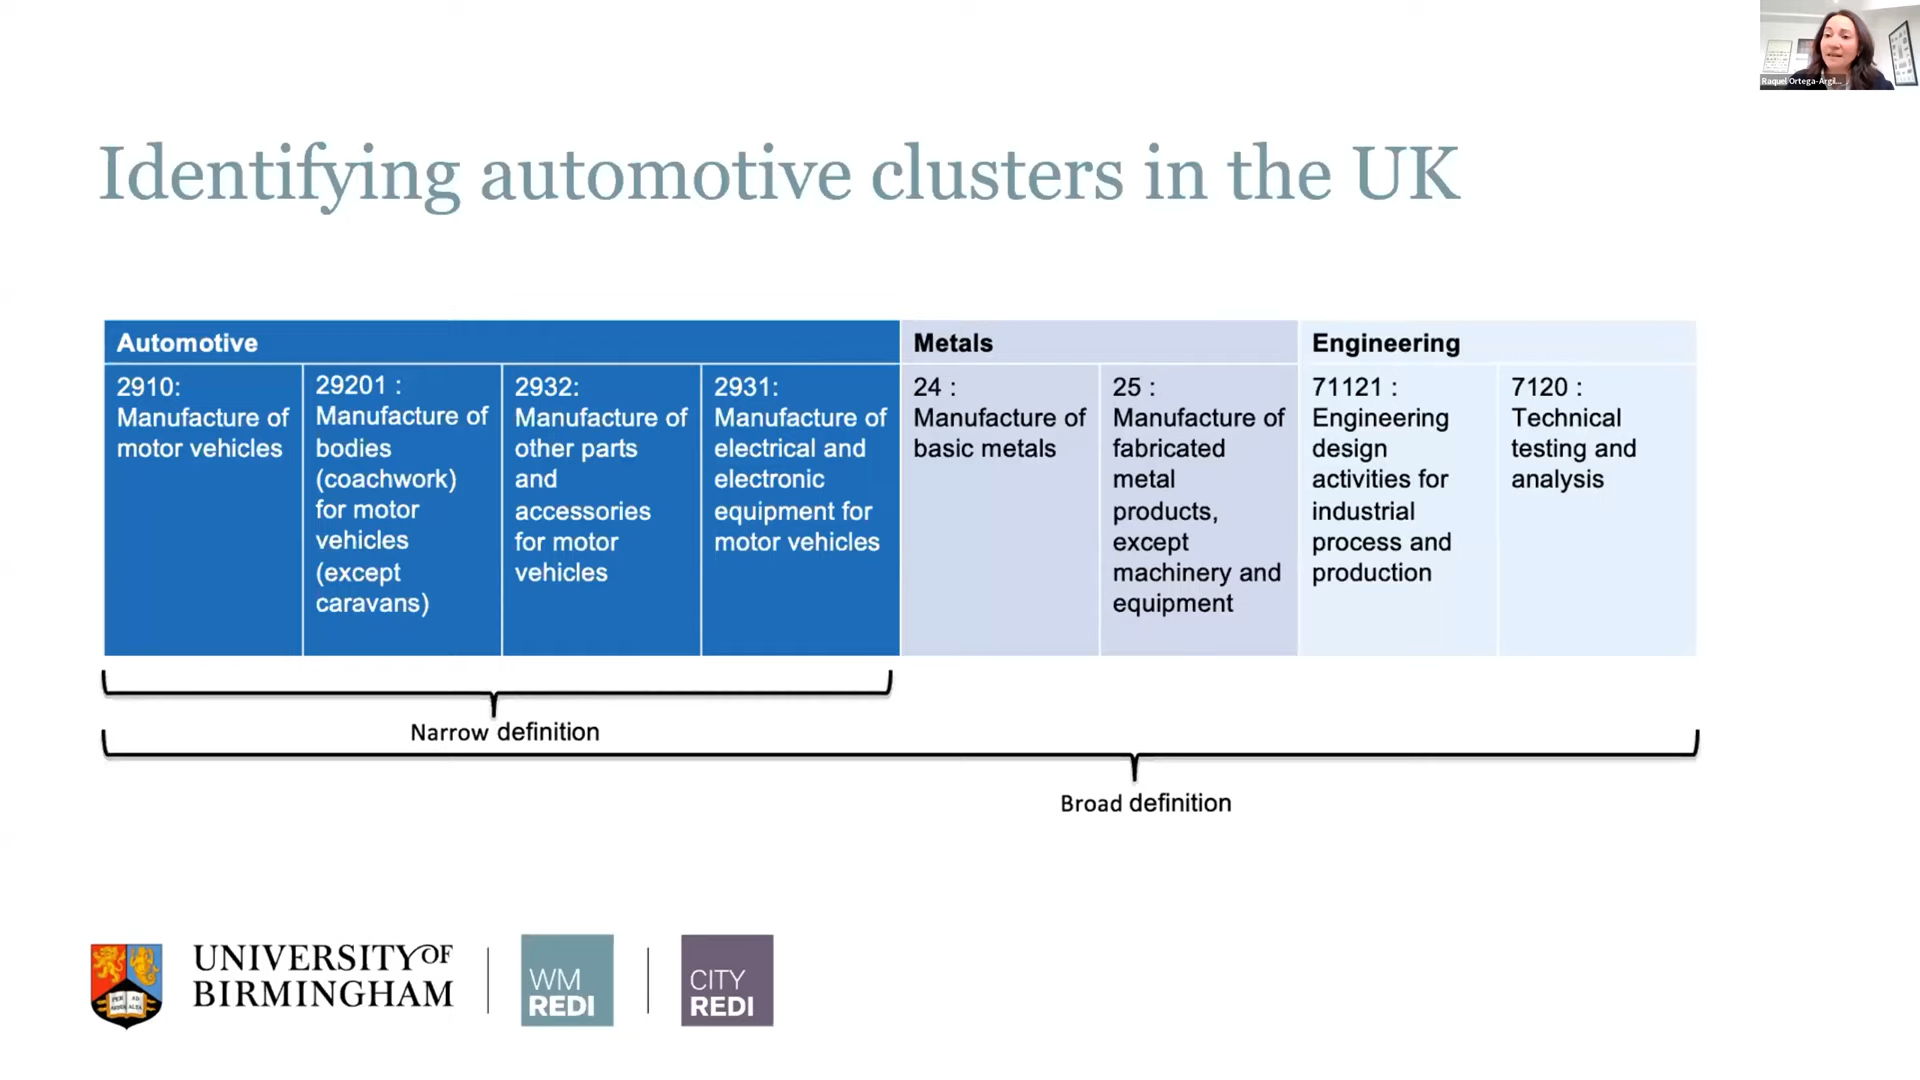 Raquel Ortega-Argil...
Identifying automotive clusters in the UK
Automotive
Metals
Engineering
2910:
Manufacture of
motor vehicles
29201 :
Manufacture of
bodies
(coachwork)
for motor
vehicles
(except
caravans)
2932:
Manufacture of
other parts
and
accessories
for motor
vehicles
2931:
Manufacture of
electrical and
electronic
equipment for
motor vehicles
24 :
Manufacture of
basic metals
25 :
Manufacture of
fabricated
metal
products,
except
machinery and
equipment
71121 :
Engineering
design
activities for
industrial
process and
production
7120 :
Technical
testing and
analysis
Narrow definition
Broad definition
UNIVERSITY OF
BIRMINGHAM
WM
REDI
CITY
REDI